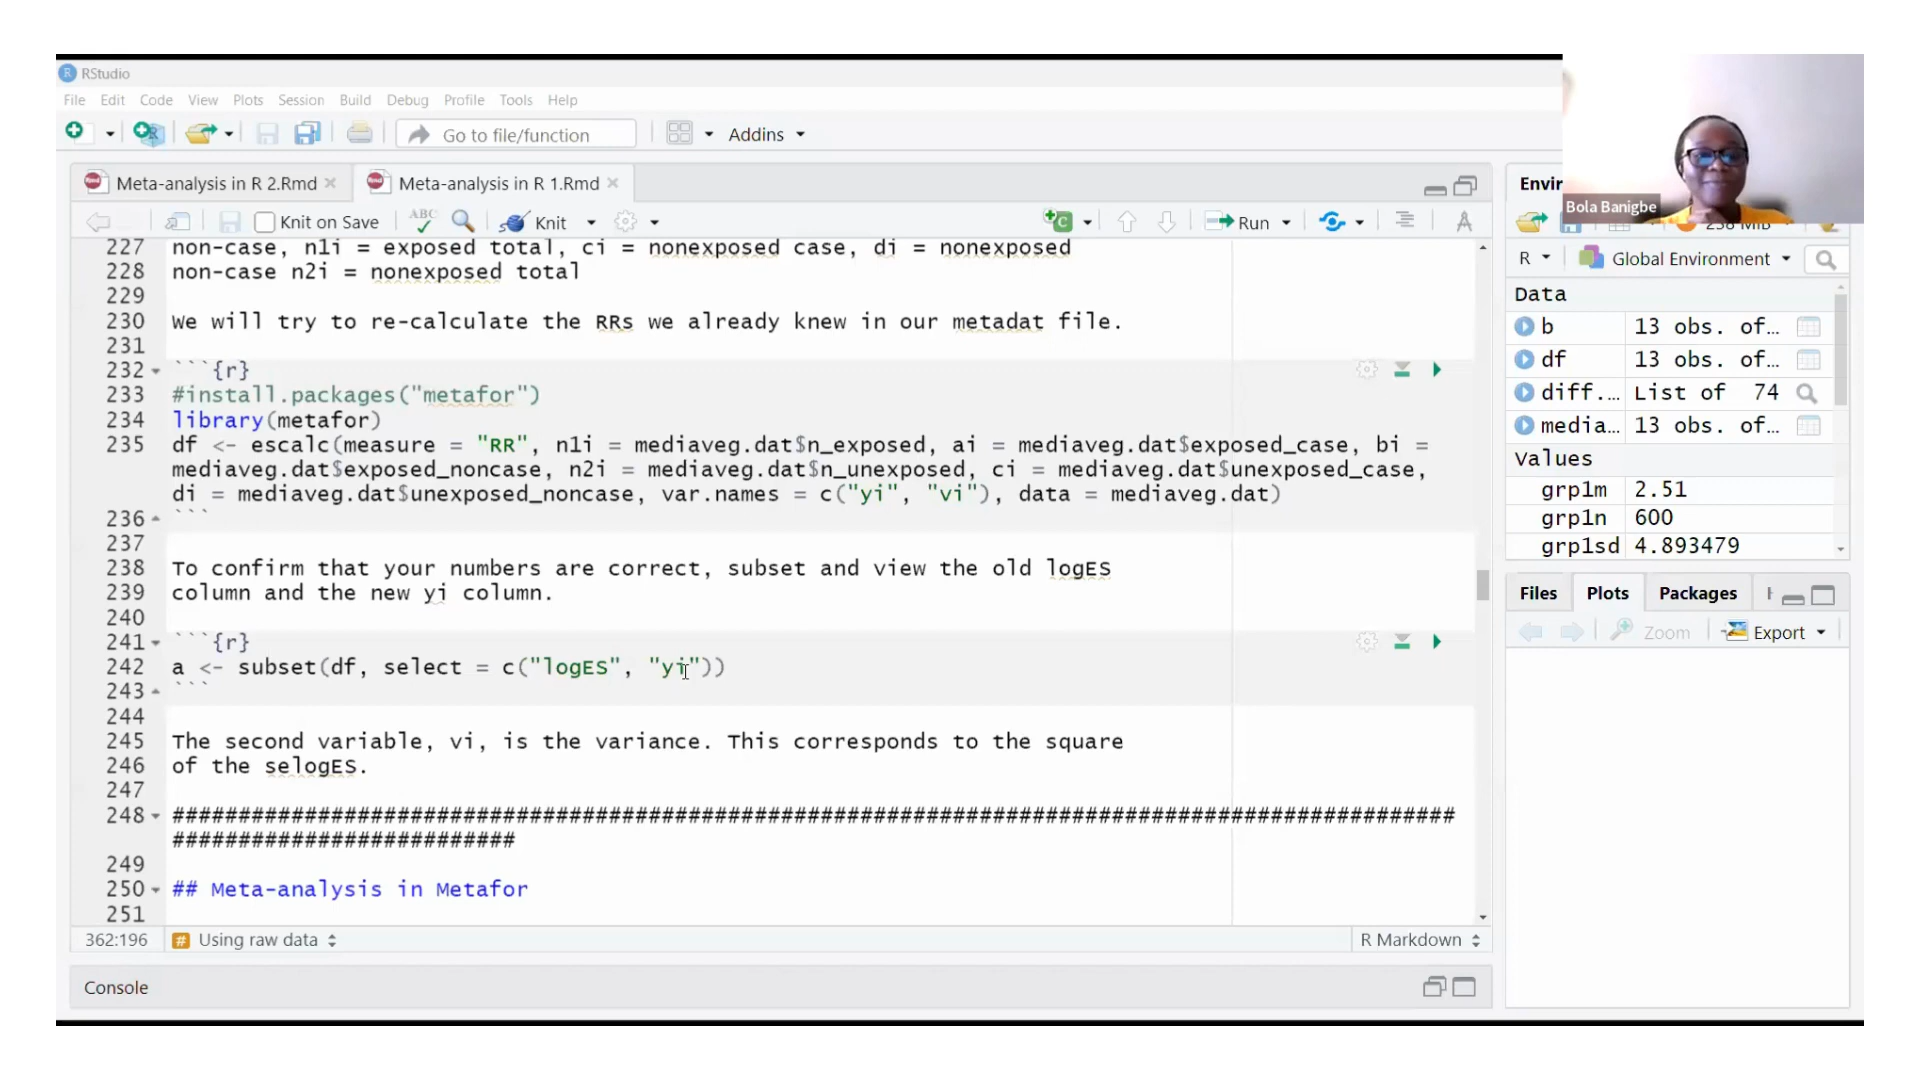 RStudio
File Edit Code View Plots Session Build Debug Profile Tools Help
Go to file/function Addins
Meta-analysis in R 2.Rmd Meta-analysis in R 1.Rmd
Knit on Save ABC Knit Run
227 non-case, n1i = exposed total, ci = nonexposed case, di = nonexposed
228 non-case n2i = nonexposed total
229
230 We will try to re-calculate the RRs we already knew in our metadat file.
231
232 ```{r}
233 #install.packages("metafor")
234 library(metafor)
235 df <- escalc(measure = "RR", n1i = mediaveg.dat$n_exposed, ai = mediaveg.dat$exposed_case, bi =
mediaveg.dat$exposed_noncase, n2i = mediaveg.dat$n_unexposed, ci = mediaveg.dat$unexposed_case,
di = mediaveg.dat$unexposed_noncase, var.names = c("yi", "vi"), data = mediaveg.dat)
236 ```
237
238 To confirm that your numbers are correct, subset and view the old logES
239 column and the new yi column.
240
241 ```{r}
242 a <- subset(df, select = c("logES", "yi"))
243 ```
244
245 The second variable, vi, is the variance. This corresponds to the square
246 of the selogES.
247
248 #################################################################################################
##########################
249
250 ## Meta-analysis in Metafor
251
362:196 # Using raw data R Markdown
Console
Bola Banigbe
Envir
238 MiB
R Global Environment
Data
b 13 obs. of…
df 13 obs. of…
diff.… List of 74
media… 13 obs. of…
Values
grp1m 2.51
grp1n 600
grp1sd 4.893479
Files Plots Packages
Zoom Export